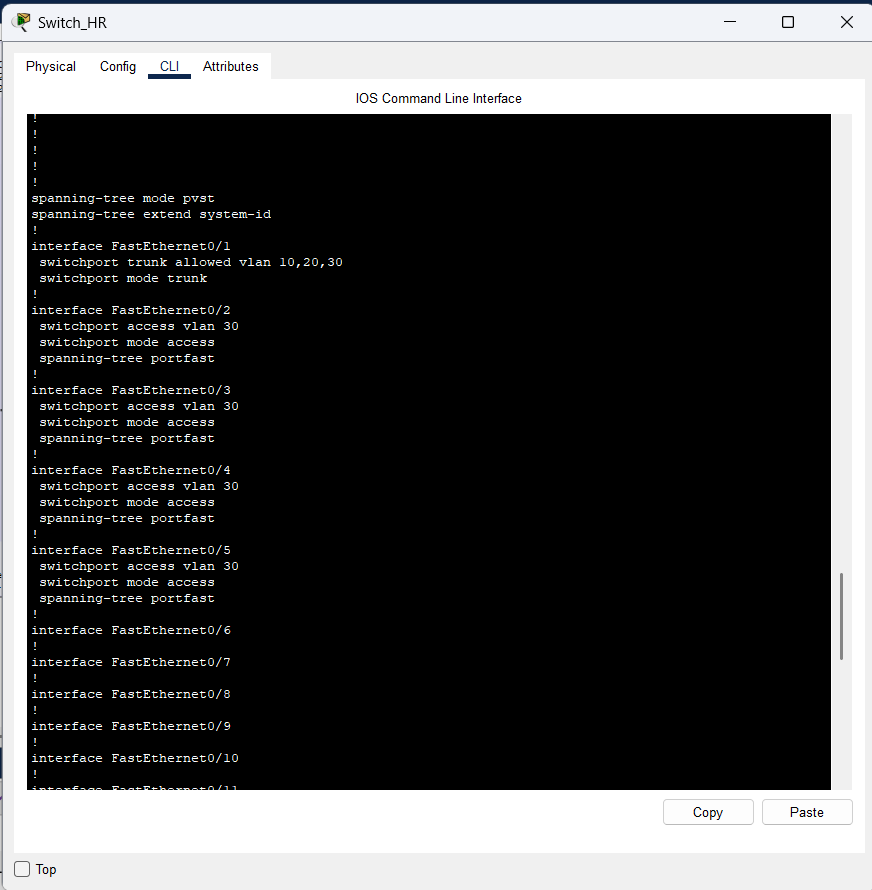 Switch_HR
Physical Config CLI Attributes
IOS Command Line Interface
!
!
!
!
!
spanning-tree mode pvst
spanning-tree extend system-id
!
interface FastEthernet0/1
 switchport trunk allowed vlan 10,20,30
 switchport mode trunk
!
interface FastEthernet0/2
 switchport access vlan 30
 switchport mode access
 spanning-tree portfast
!
interface FastEthernet0/3
 switchport access vlan 30
 switchport mode access
 spanning-tree portfast
!
interface FastEthernet0/4
 switchport access vlan 30
 switchport mode access
 spanning-tree portfast
!
interface FastEthernet0/5
 switchport access vlan 30
 switchport mode access
 spanning-tree portfast
!
interface FastEthernet0/6
!
interface FastEthernet0/7
!
interface FastEthernet0/8
!
interface FastEthernet0/9
!
interface FastEthernet0/10
!
interface FastEthernet0/11
Copy Paste
Top